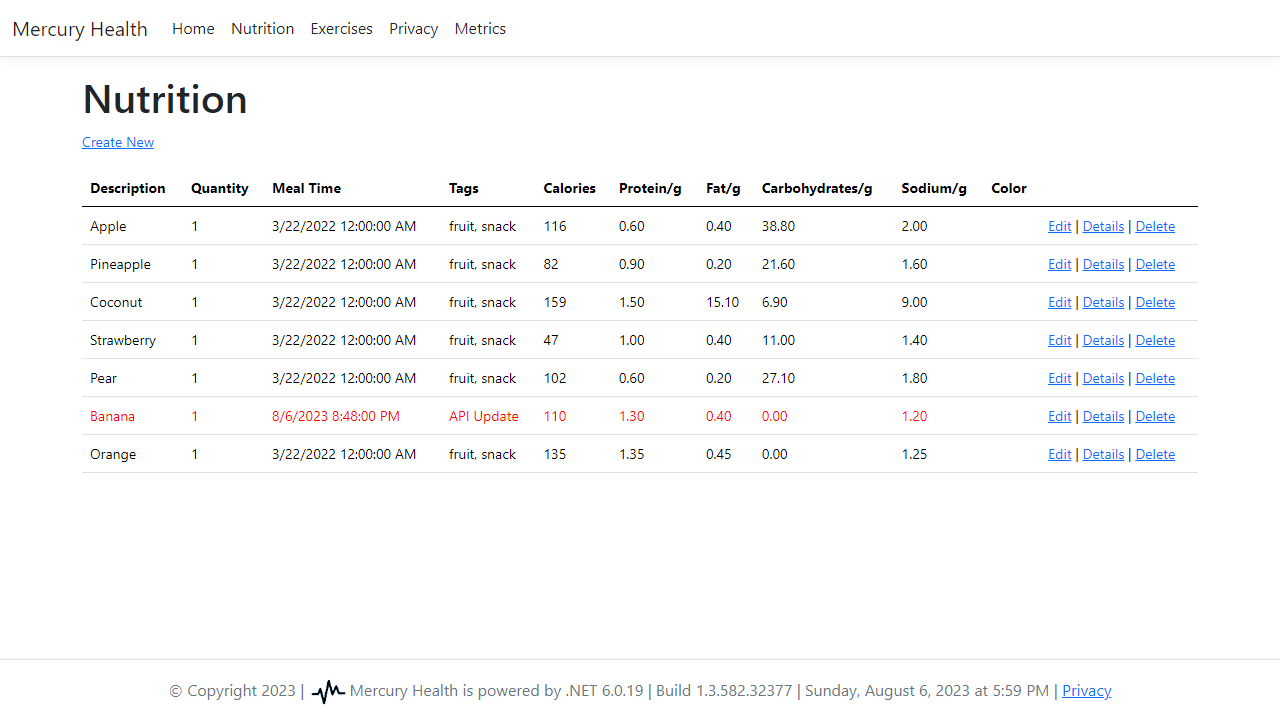 Mercury Health Home Nutrition Exercises Privacy Metrics
Nutrition
Create New
Description Quantity Meal Time Tags Calories Protein/g Fat/g Carbohydrates/g Sodium/g Color
Apple 1 3/22/2022 12:00:00 AM fruit, snack 116 0.60 0.40 38.80 2.00 Edit | Details | Delete
Pineapple 1 3/22/2022 12:00:00 AM fruit, snack 82 0.90 0.20 21.60 1.60 Edit | Details | Delete
Coconut 1 3/22/2022 12:00:00 AM fruit, snack 159 1.50 15.10 6.90 9.00 Edit | Details | Delete
Strawberry 1 3/22/2022 12:00:00 AM fruit, snack 47 1.00 0.40 11.00 1.40 Edit | Details | Delete
Pear 1 3/22/2022 12:00:00 AM fruit, snack 102 0.60 0.20 27.10 1.80 Edit | Details | Delete
Banana 1 8/6/2023 8:48:00 PM API Update 110 1.30 0.40 0.00 1.20 Edit | Details | Delete
Orange 1 3/22/2022 12:00:00 AM fruit, snack 135 1.35 0.45 0.00 1.25 Edit | Details | Delete
© Copyright 2023 | Mercury Health is powered by .NET 6.0.19 | Build 1.3.582.32377 | Sunday, August 6, 2023 at 5:59 PM | Privacy